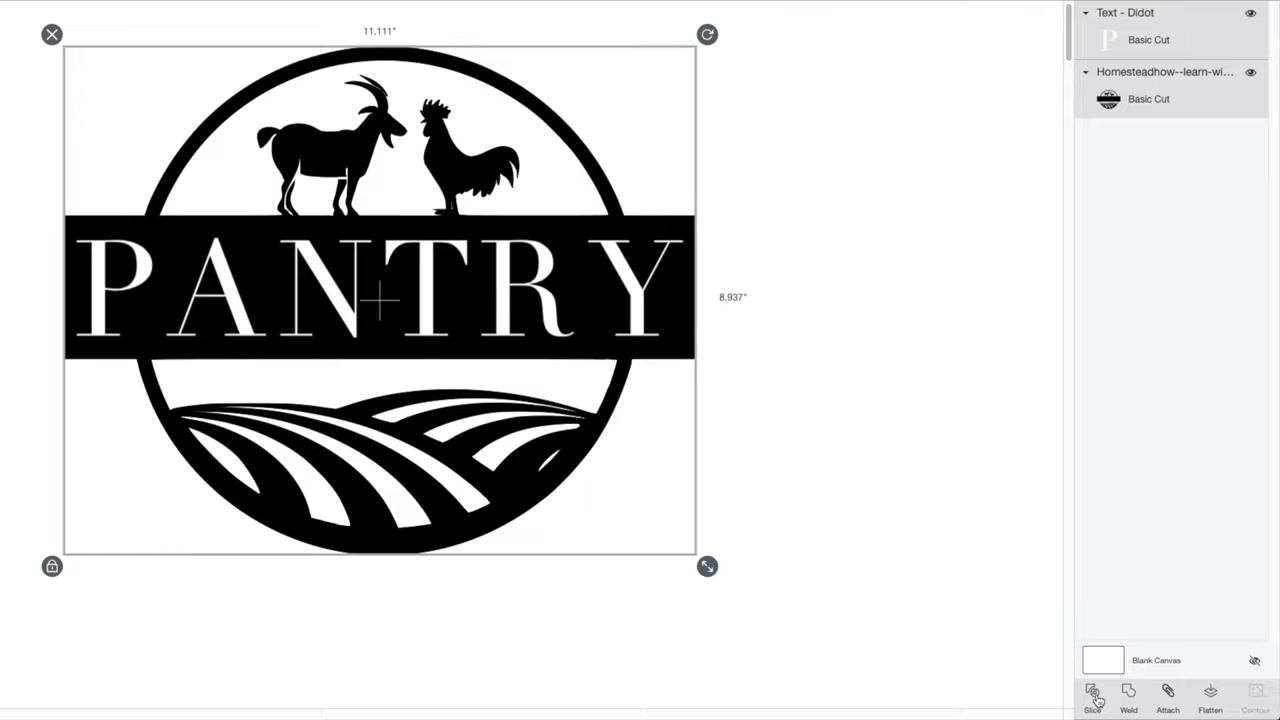 Text - Didot
Basic Cut
Homesteadhow--learn-wi...
Basic Cut
11.111"
PANTRY
8.937"
Blank Canvas
Slice Weld Attach Flatten Contour